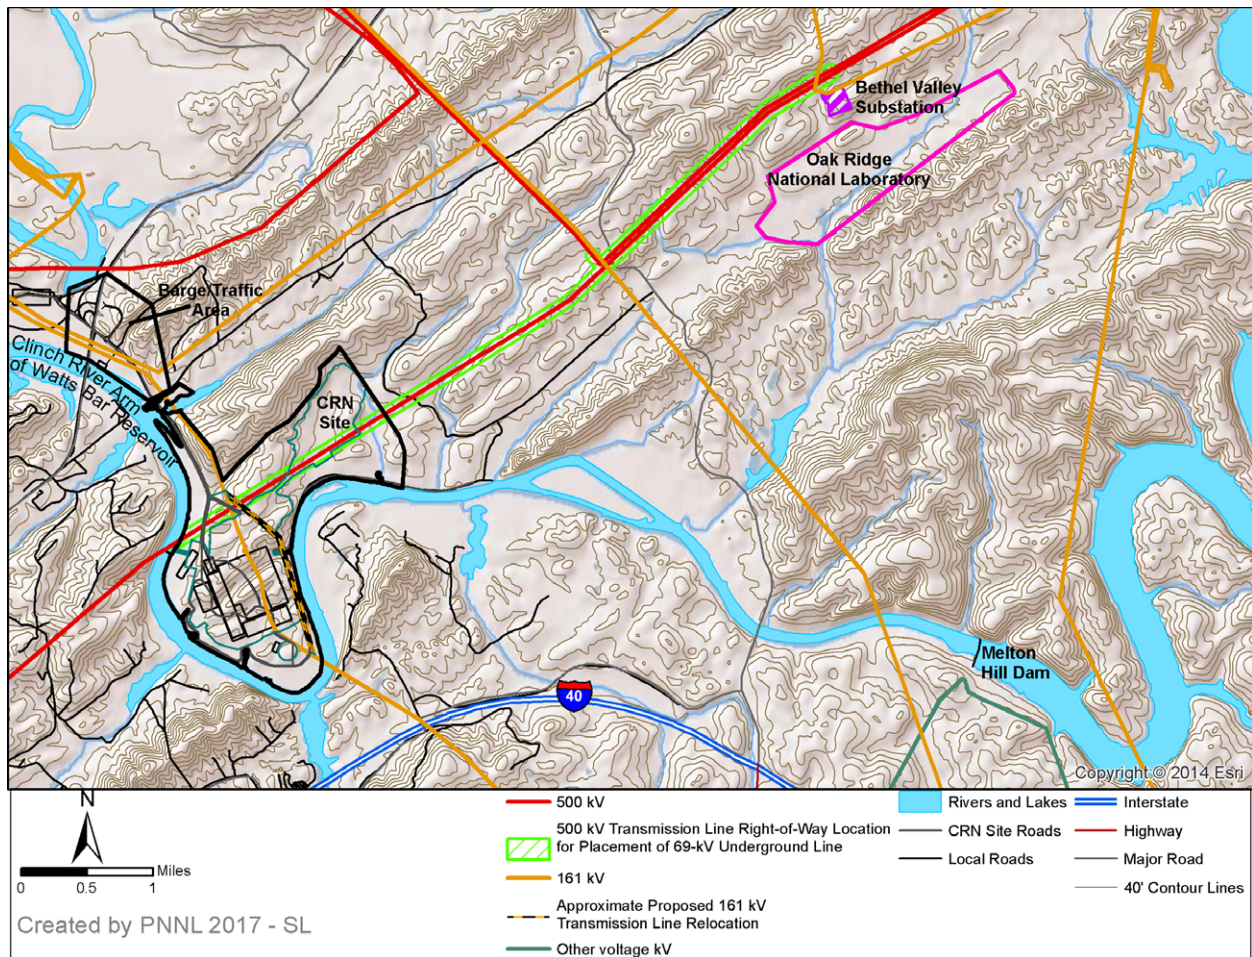 Bethel Valley
Substation
Oak Ridge
National Laboratory
Barge/Traffic
Area
Clinch River Arm
of Watts Bar Reservoir
CRN
Site
Melton
Hill Dam
40
Copyright:© 2014 Esri
N
Miles
0 0.5 1
Created by PNNL 2017 - SL
500 kV
500 kV Transmission Line Right-of-Way Location
for Placement of 69-kV Underground Line
161 kV
Approximate Proposed 161 kV
Transmission Line Relocation
Other voltage kV
Rivers and Lakes
CRN Site Roads
Local Roads
Interstate
Highway
Major Road
40' Contour Lines